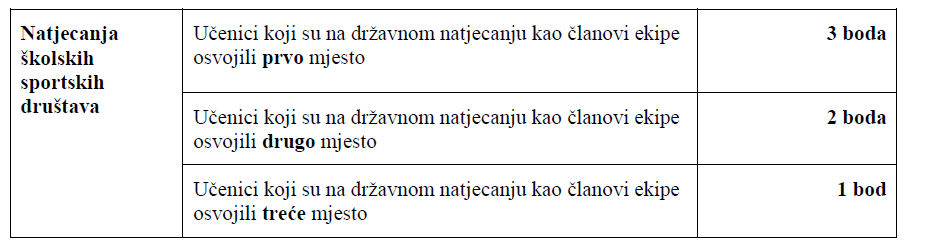 Natjecanja
školskih
sportskih
društava
Učenici koji su na državnom natjecanju kao članovi ekipe
osvojili prvo mjesto
3 boda
Učenici koji su na državnom natjecanju kao članovi ekipe
osvojili drugo mjesto
2 boda
Učenici koji su na državnom natjecanju kao članovi ekipe
osvojili treće mjesto
1 bod